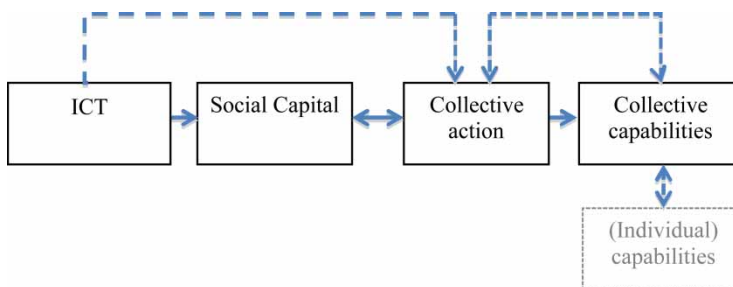 ICT
Social Capital
Collective
action
Collective
capabilities
(Individual)
capabilities